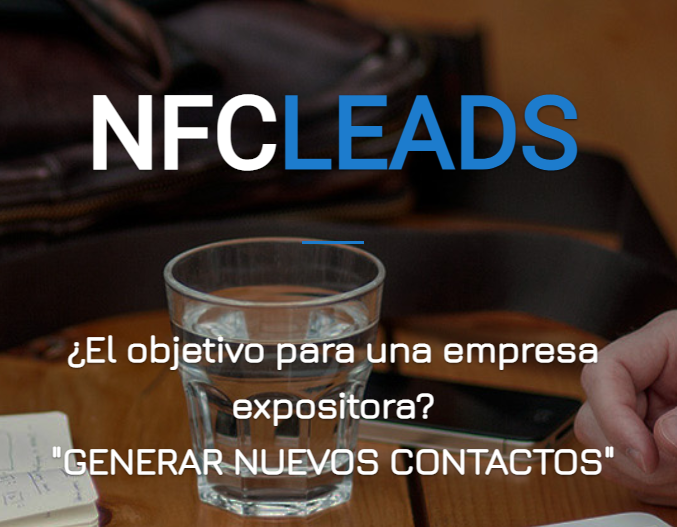 NFCLEADS
¿El objetivo para una empresa
expositora?
"GENERAR NUEVOS CONTACTOS"